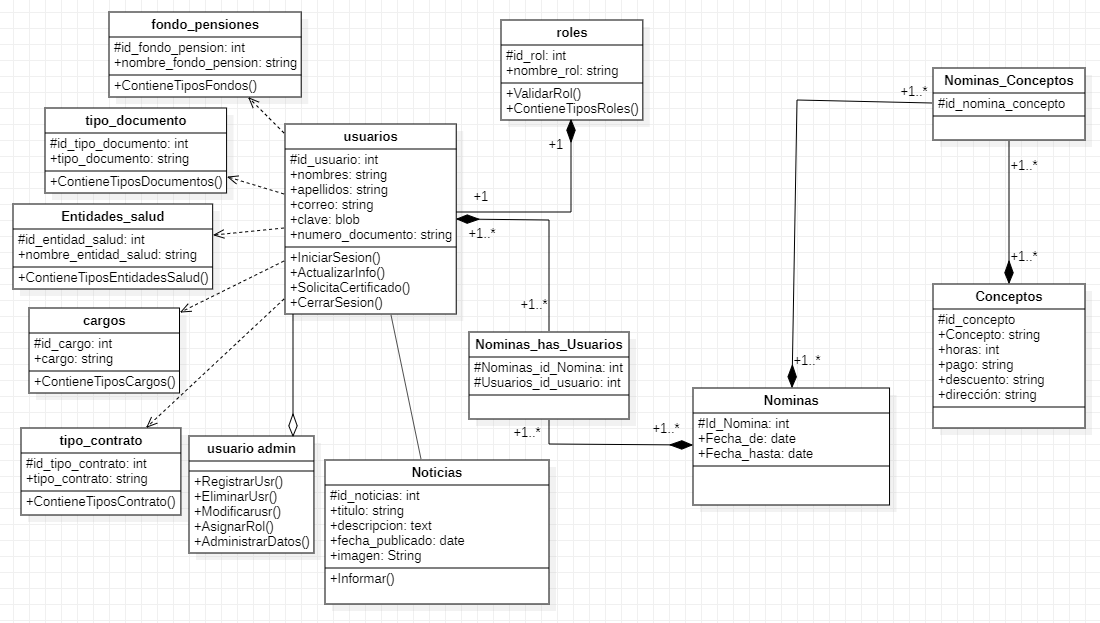 fondo_pensiones
#id_fondo_pension: int
+nombre_fondo_pension: string
+ContieneTiposFondos()
tipo_documento
#id_tipo_documento: int
+tipo_documento: string
+ContieneTiposDocumentos()
Entidades_salud
#id_entidad_salud: int
+nombre_entidad_salud: string
+ContieneTiposEntidadesSalud()
cargos
#id_cargo: int
+cargo: string
+ContieneTiposCargos()
tipo_contrato
#id_tipo_contrato: int
+tipo_contrato: string
+ContieneTiposContrato()
usuarios
#id_usuario: int
+nombres: string
+apellidos: string
+correo: string
+clave: blob
+numero_documento: string
+IniciarSesion()
+ActualizarInfo()
+SolicitaCertificado()
+CerrarSesion()
usuario admin
+RegistrarUsr()
+EliminarUsr()
+Modificarusr()
+AsignarRol()
+AdministrarDatos()
Noticias
#id_noticias: int
+titulo: string
+descripcion: text
+fecha_publicado: date
+imagen: String
+Informar()
roles
#id_rol: int
+nombre_rol: string
+ValidarRol()
+ContieneTiposRoles()
+1
+1
+1..*
+1..*
Nominas_has_Usuarios
#Nominas_id_Nomina: int
#Usuarios_id_usuario: int
+1..*
+1..*
Nominas
#Id_Nomina: int
+Fecha_de: date
+Fecha_hasta: date
+1..*
+1..*
Nominas_Conceptos
#id_nomina_concepto
+1..*
+1..*
Conceptos
#id_concepto
+Concepto: string
+horas: int
+pago: string
+descuento: string
+dirección: string